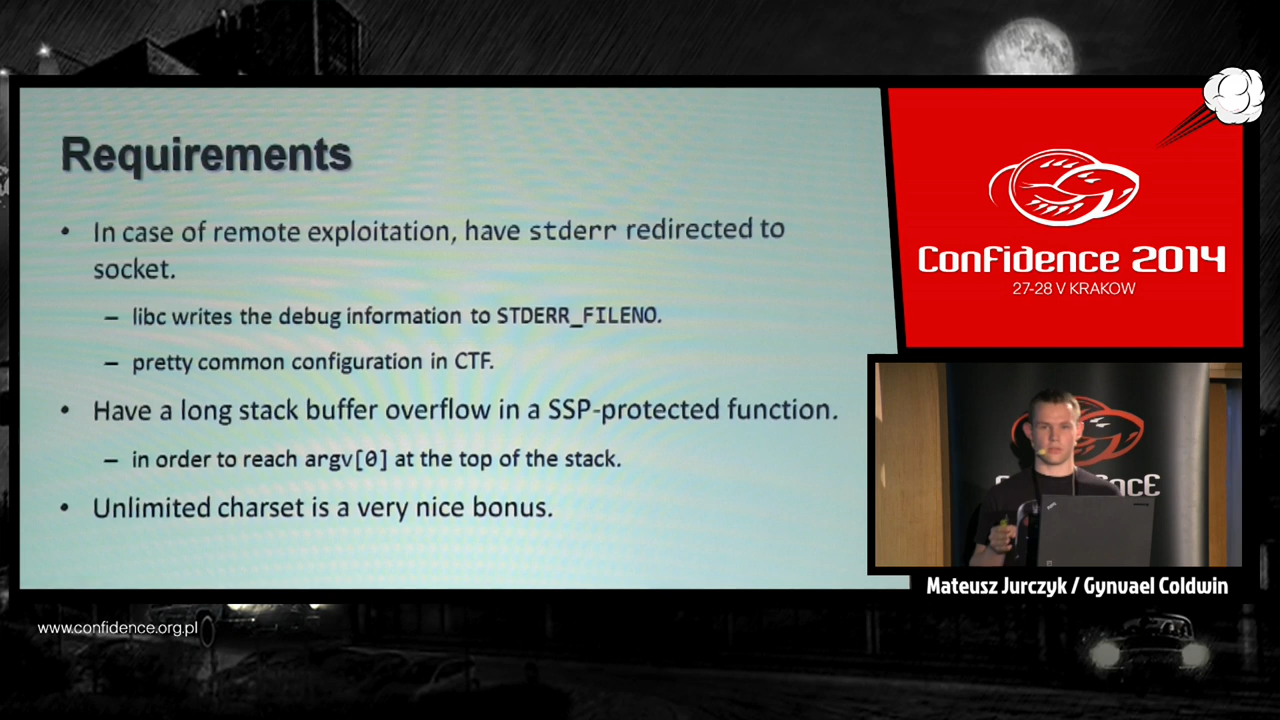 Requirements
• In case of remote exploitation, have stderr redirected to
socket.
– libc writes the debug information to STDERR_FILENO.
– pretty common configuration in CTF.
• Have a long stack buffer overflow in a SSP-protected function.
– in order to reach argv[0] at the top of the stack.
• Unlimited charset is a very nice bonus.
Confidence 2014
27-28 V KRAKOW
Mateusz Jurczyk / Gynvael Coldwin
www.confidence.org.pl